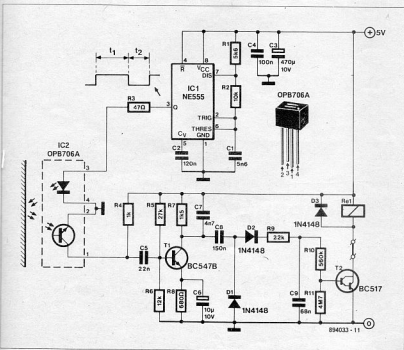 t1 t2
R1
5k6
C4
100n
C3
470µ
10V
+ 5V
4 8
R VCC
DIS 7
IC1
NE555
R2
10k
OPB706A
R3
47Ω
3 Q
TRIG 2
THRES 6
CV GND
5 1
C2
120n
C1
5n6
2 3 1 4
IC2
OPB706A
3
4
2
1
R4
1k
R5
27k
R7
1k5
C7
4n7
C8
150n
D2
1N4148
R9
22k
D3
1N4148
Re1
C5
22n
T1
BC547B
R10
560k
T2
BC517
R6
12k
R8
680Ω
C6
10µ
10V
D1
1N4148
C9
68n
R11
4M7
0
894033 - 11